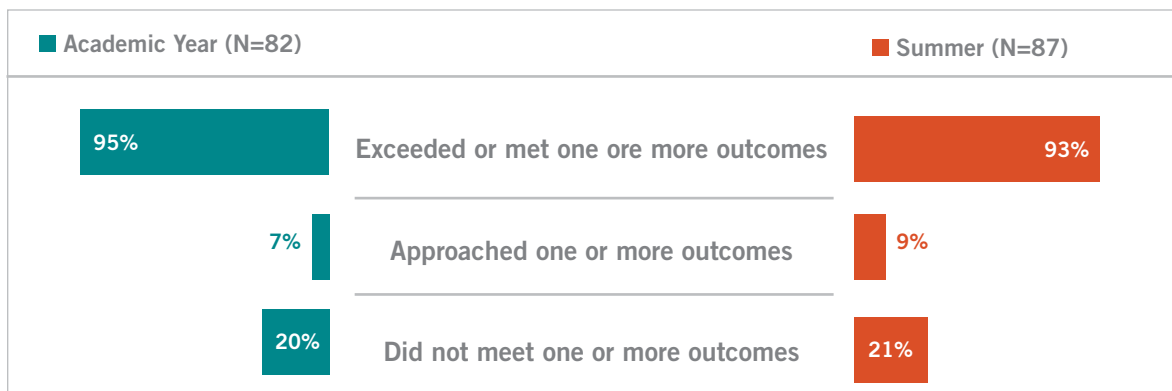 Academic Year (N=82)
Summer (N=87)
95%
Exceeded or met one ore more outcomes
93%
7%
Approached one or more outcomes
9%
20%
Did not meet one or more outcomes
21%